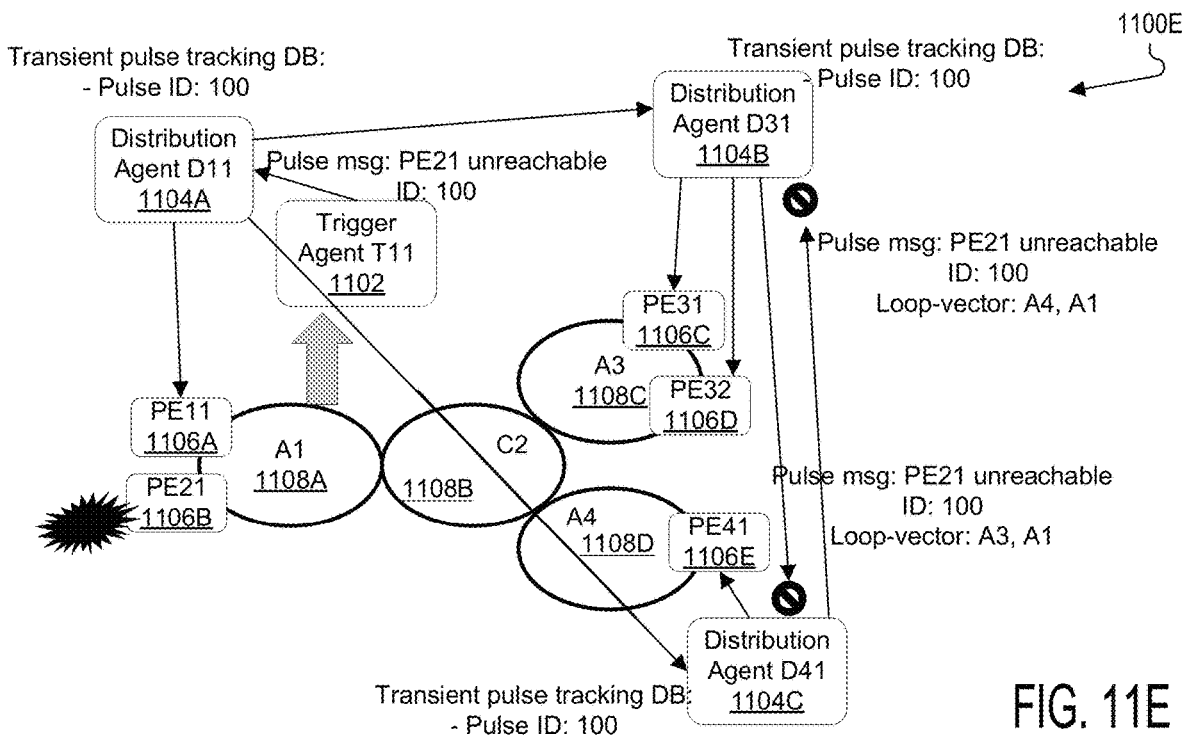 1100E
Transient pulse tracking DB:
- Pulse ID: 100
Transient pulse tracking DB:
- Pulse ID: 100
Distribution
Agent D11
1104A
Distribution
Agent D31
1104B
Pulse msg: PE21 unreachable
ID: 100
Trigger
Agent T11
1102
Pulse msg: PE21 unreachable
ID: 100
Loop-vector: A4, A1
PE31
1106C
A3
1108C
PE32
1106D
PE11
1106A
A1
1108A
C2
1108B
PE21
1106B
Pulse msg: PE21 unreachable
ID: 100
Loop-vector: A3, A1
A4
1108D
PE41
1106E
Distribution
Agent D41
1104C
Transient pulse tracking DB:
- Pulse ID: 100
FIG. 11E